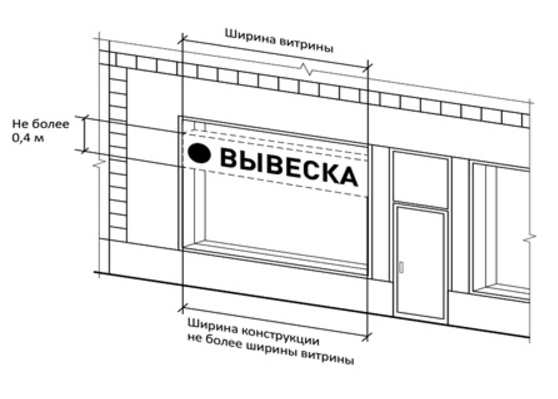 Ширина витрины
Не более
0,4 м
ВЫВЕСКА
Ширина конструкции
не более ширины витрины